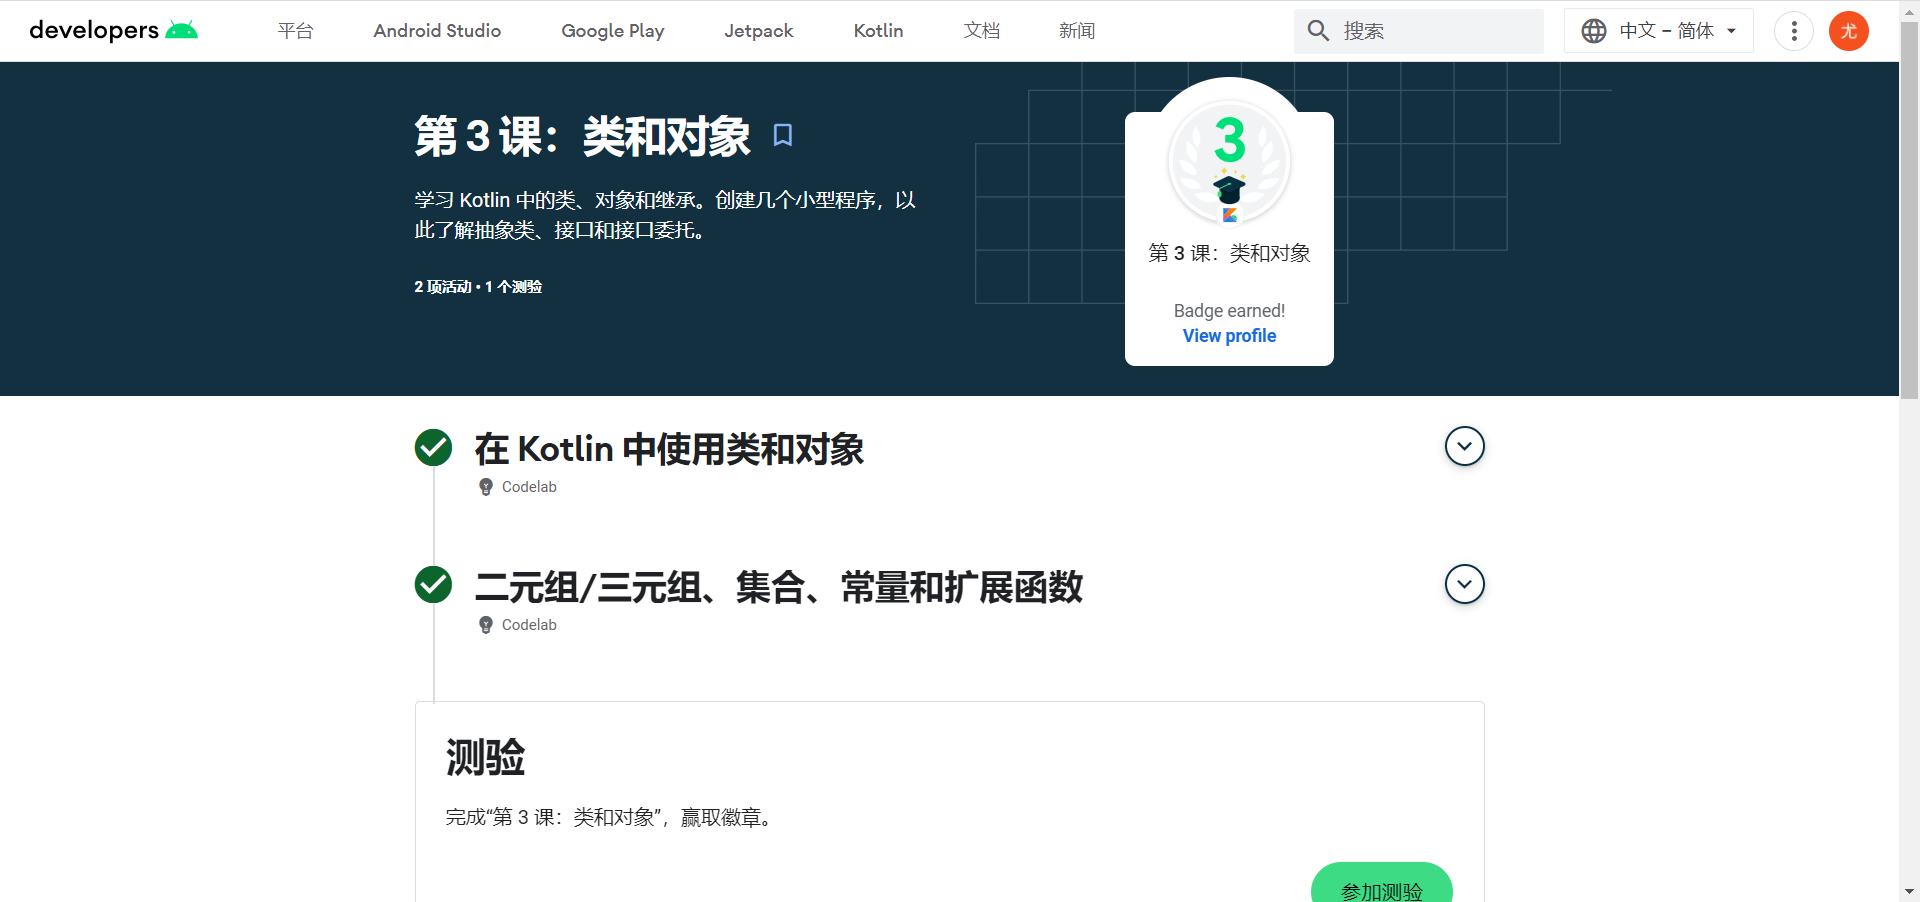 developers
平台
Android Studio
Google Play
Jetpack
Kotlin
文档
新闻
搜索
中文 – 简体
尤
第 3 课：类和对象
学习 Kotlin 中的类、对象和继承。创建几个小型程序，以
此了解抽象类、接口和接口委托。
2 项活动 • 1 个测验
3
第 3 课：类和对象
Badge earned!
View profile
在 Kotlin 中使用类和对象
Codelab
二元组/三元组、集合、常量和扩展函数
Codelab
测验
完成“第 3 课：类和对象”，赢取徽章。
参加测验